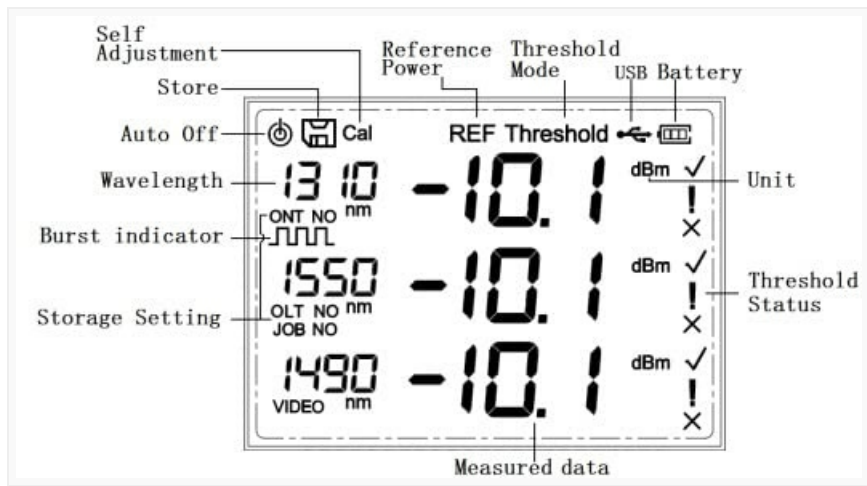 Self
Adjustment
Reference
Power
Threshold
Mode
USB Battery
Store
Auto Off
Cal
REF Threshold
Wavelength
1310
nm
-10.1
dBm
Unit
ONT NO
Burst indicator
1550
nm
-10.1
dBm
Threshold
Status
Storage Setting
OLT NO
JOB NO
1490
nm
-10.1
dBm
VIDEO
Measured data